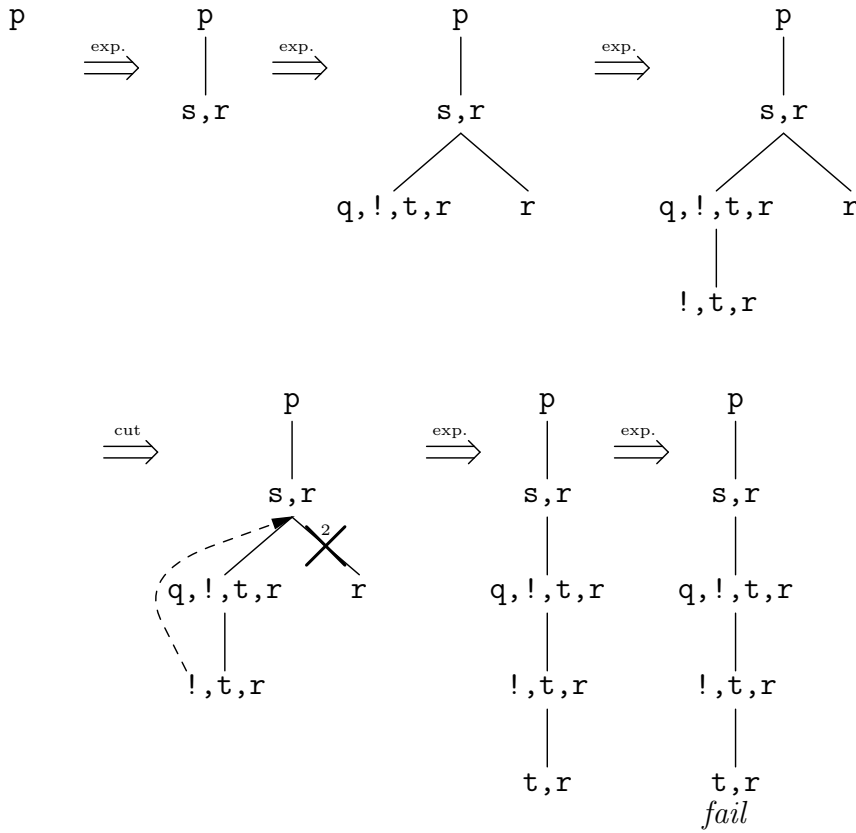 p p p p
exp. exp. exp.
s,r s,r s,r
q,!,t,r r q,!,t,r r
!,t,r
p p p
cut exp. exp.
s,r s,r s,r
2
q,!,t,r r q,!,t,r q,!,t,r
!,t,r !,t,r !,t,r
t,r t,r
fail